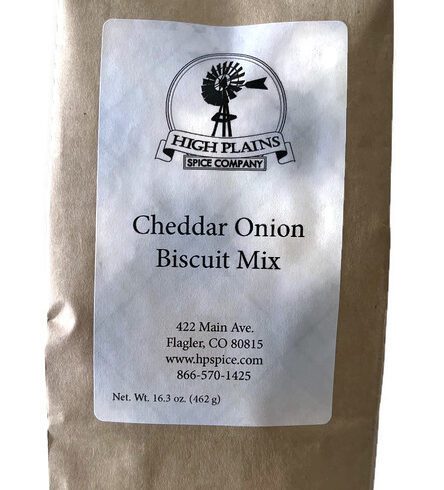 HIGH PLAINS
SPICE COMPANY
Cheddar Onion
Biscuit Mix
422 Main Ave.
Flagler, CO 80815
www.hpspice.com
866-570-1425
Net. Wt. 16.3 oz. (462 g)